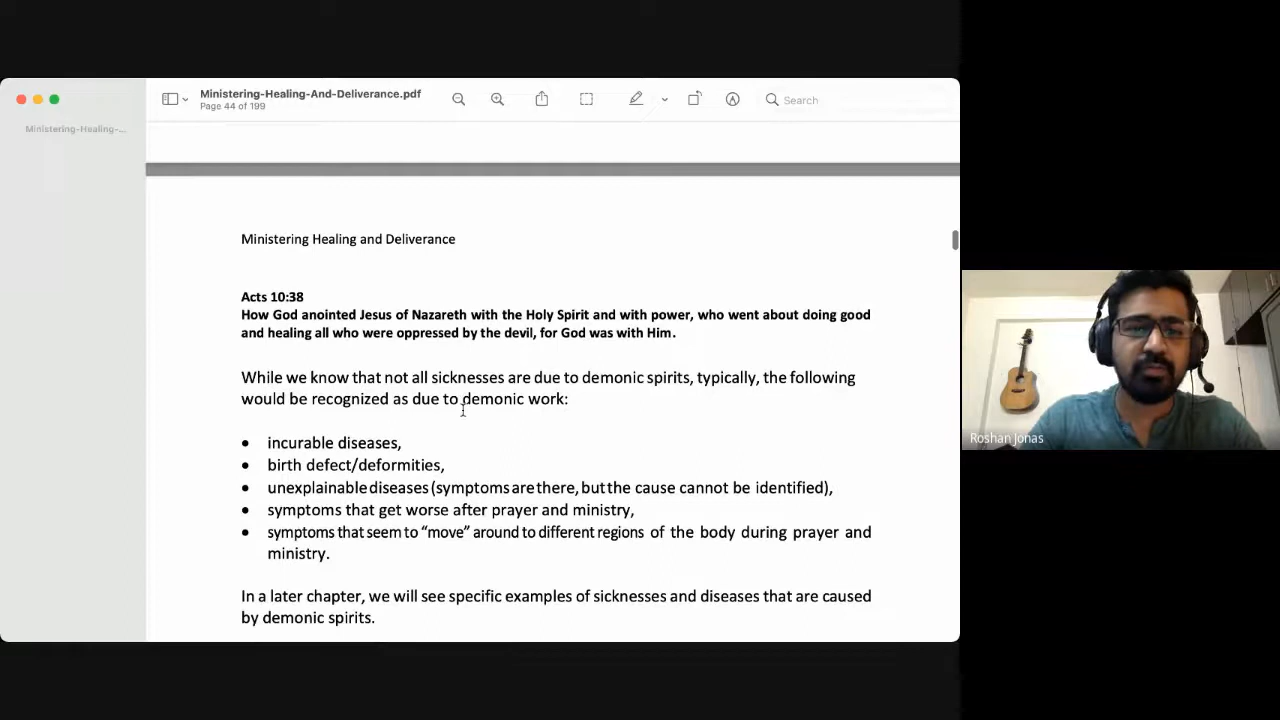 Ministering-Healing-And-Deliverance.pdf
Page 44 of 199
Search
Ministering-Healing-...
Ministering Healing and Deliverance
Acts 10:38
How God anointed Jesus of Nazareth with the Holy Spirit and with power, who went about doing good
and healing all who were oppressed by the devil, for God was with Him.
While we know that not all sicknesses are due to demonic spirits, typically, the following
would be recognized as due to demonic work:
• incurable diseases,
• birth defect/deformities,
• unexplainable diseases (symptoms are there, but the cause cannot be identified),
• symptoms that get worse after prayer and ministry,
• symptoms that seem to “move” around to different regions of the body during prayer and
ministry.
In a later chapter, we will see specific examples of sicknesses and diseases that are caused
by demonic spirits.
Roshan Jonas